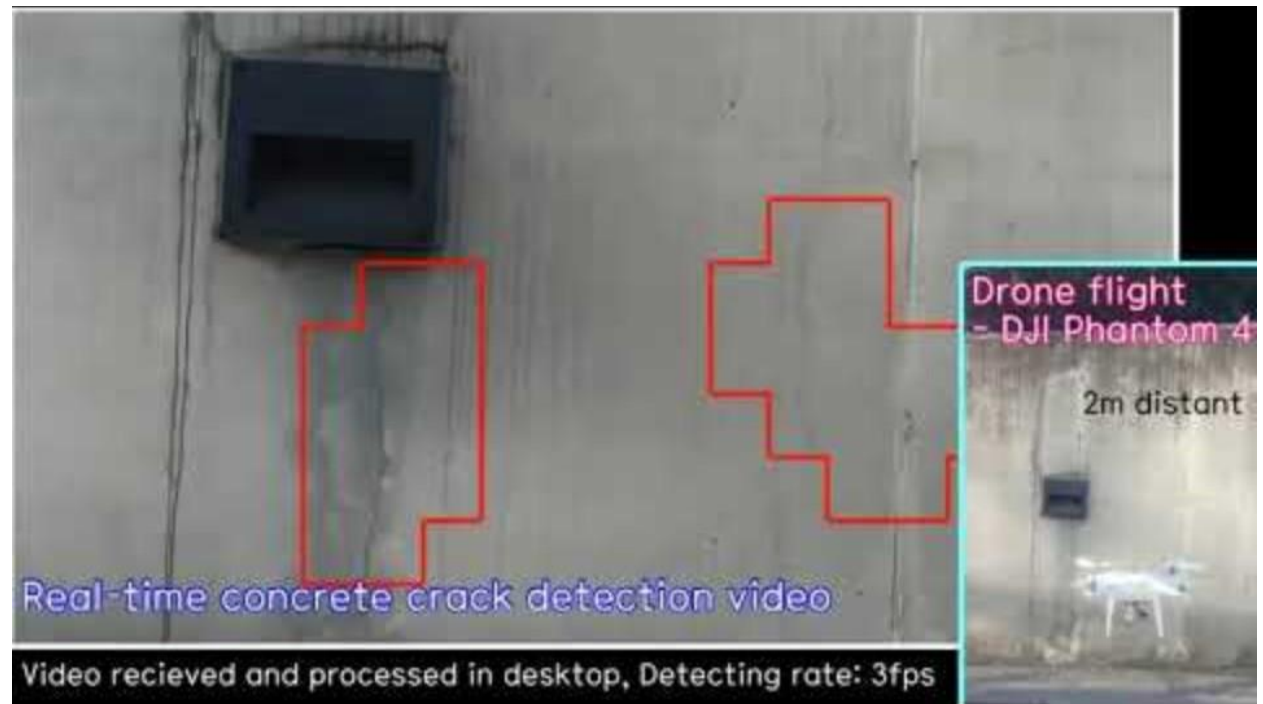 Drone flight
- DJI Phantom 4
2m distant
Real-time concrete crack detection video
Video recieved and processed in desktop, Detecting rate: 3fps